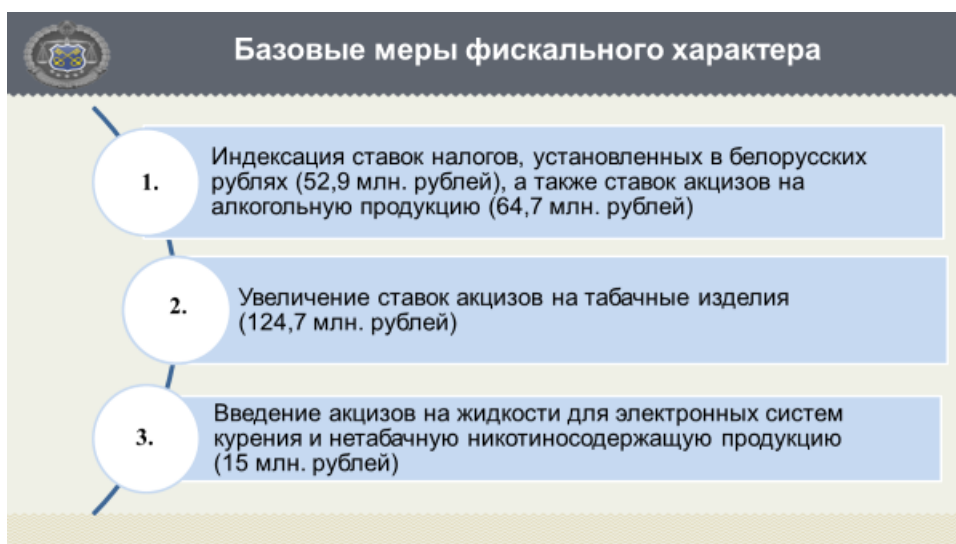 Базовые меры фискального характера
1.
Индексация ставок налогов, установленных в белорусских
рублях (52,9 млн. рублей), а также ставок акцизов на
алкогольную продукцию (64,7 млн. рублей)
2.
Увеличение ставок акцизов на табачные изделия
(124,7 млн. рублей)
3.
Введение акцизов на жидкости для электронных систем
курения и нетабачную никотиносодержащую продукцию
(15 млн. рублей)